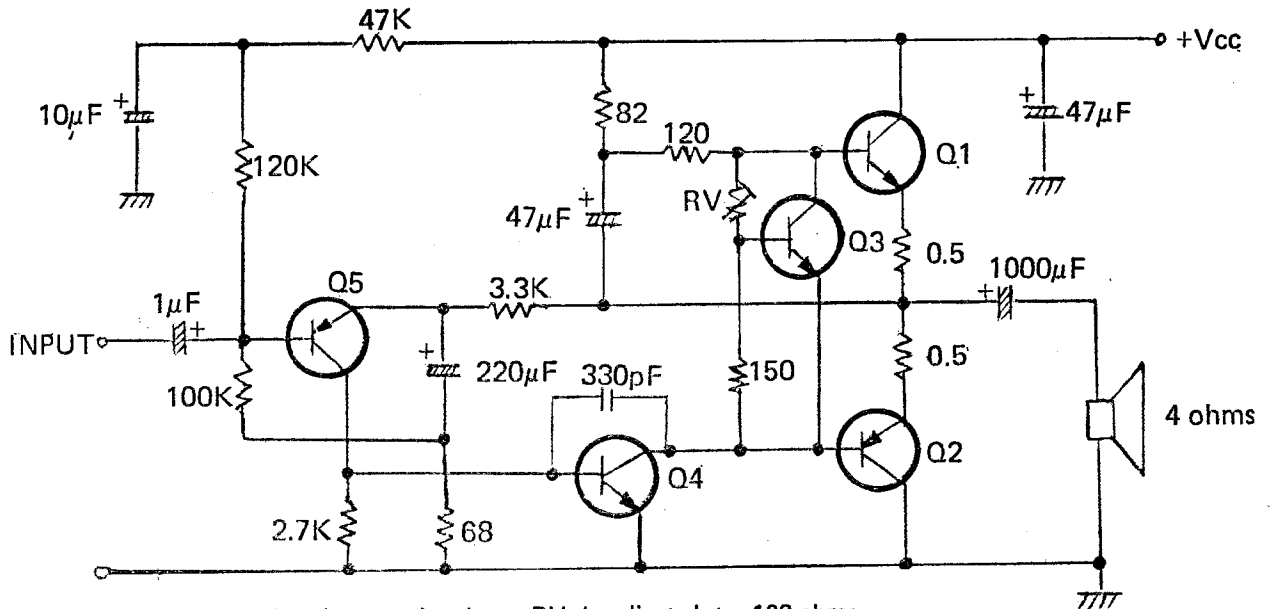 47K
+Vcc
10µF
+
82
120
+
47µF
Q1
120K
RV
47µF
+
Q3
0.5
1000µF
+
Q5
3.3K
1µF
+
INPUT
+
220µF
330pF
150
0.5
100K
4 ohms
Q4
Q2
2.7K
68